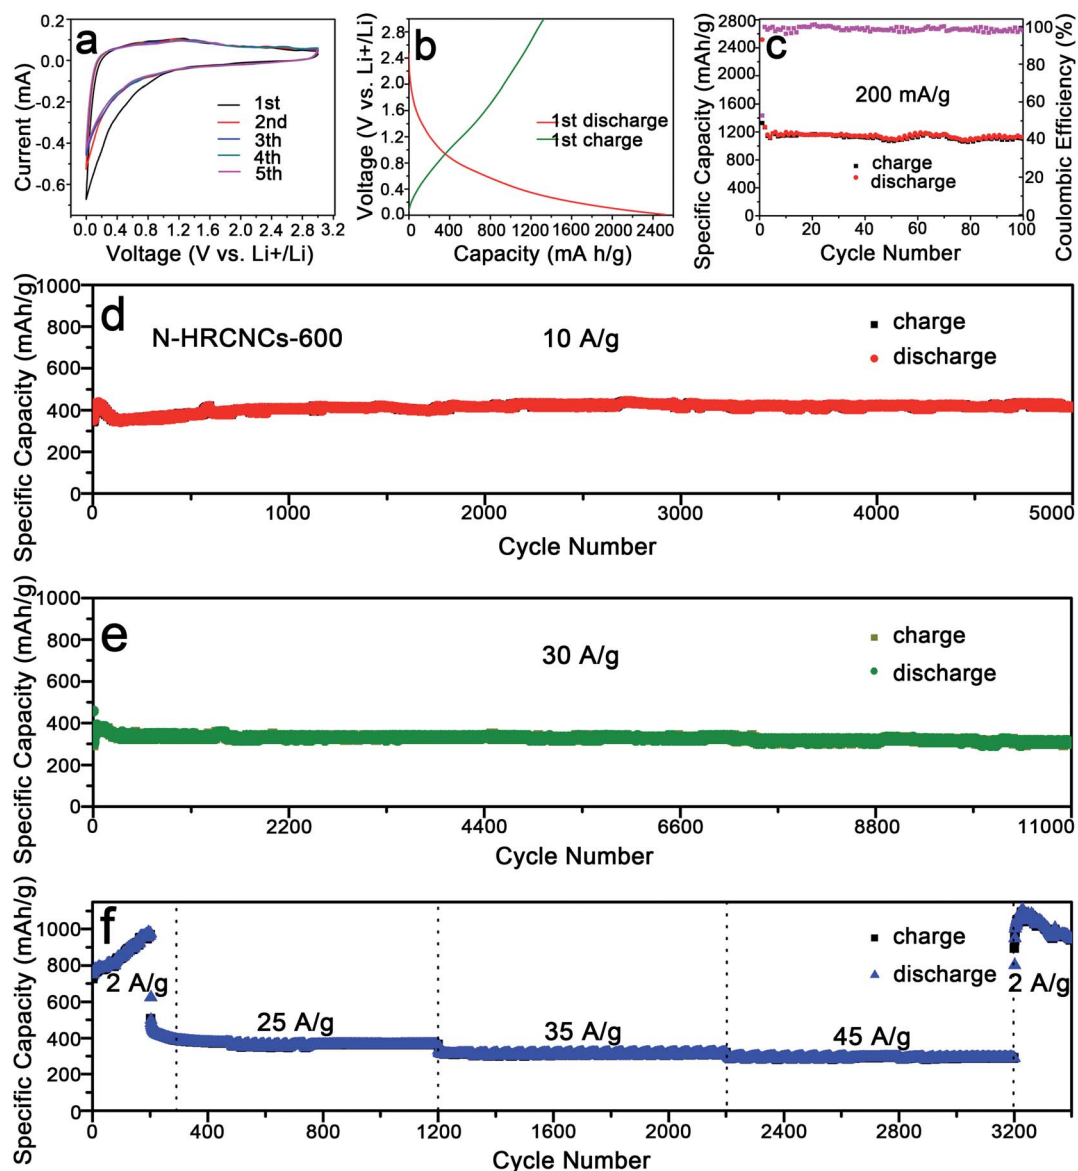 a
Current (mA)
0.2
0.0
-0.2
-0.4
-0.6
1st
2nd
3th
4th
5th
0.0 0.4 0.8 1.2 1.6 2.0 2.4 2.8 3.2
Voltage (V vs. Li+/Li)
b
Voltage (V vs. Li+/Li)
2.8
2.4
2.0
1.6
1.2
0.8
0.4
0.0
1st discharge
1st charge
0 400 800 1200 1600 2000 2400
Capacity (mA h/g)
c
Specific Capacity (mAh/g)
2800
2400
2000
1600
1200
800
400
0
200 mA/g
charge
discharge
100
80
60
40
20
0
Coulombic Efficiency (%)
0 20 40 60 80 100
Cycle Number
d
Specific Capacity (mAh/g)
1000
800
600
400
200
0
N-HRCNCs-600
10 A/g
charge
discharge
0 1000 2000 3000 4000 5000
Cycle Number
e
Specific Capacity (mAh/g)
1000
800
600
400
200
0
30 A/g
charge
discharge
0 2200 4400 6600 8800 11000
Cycle Number
f
Specific Capacity (mAh/g)
1000
800
600
400
200
0
2 A/g
25 A/g
35 A/g
45 A/g
2 A/g
charge
discharge
0 400 800 1200 1600 2000 2400 2800 3200
Cycle Number